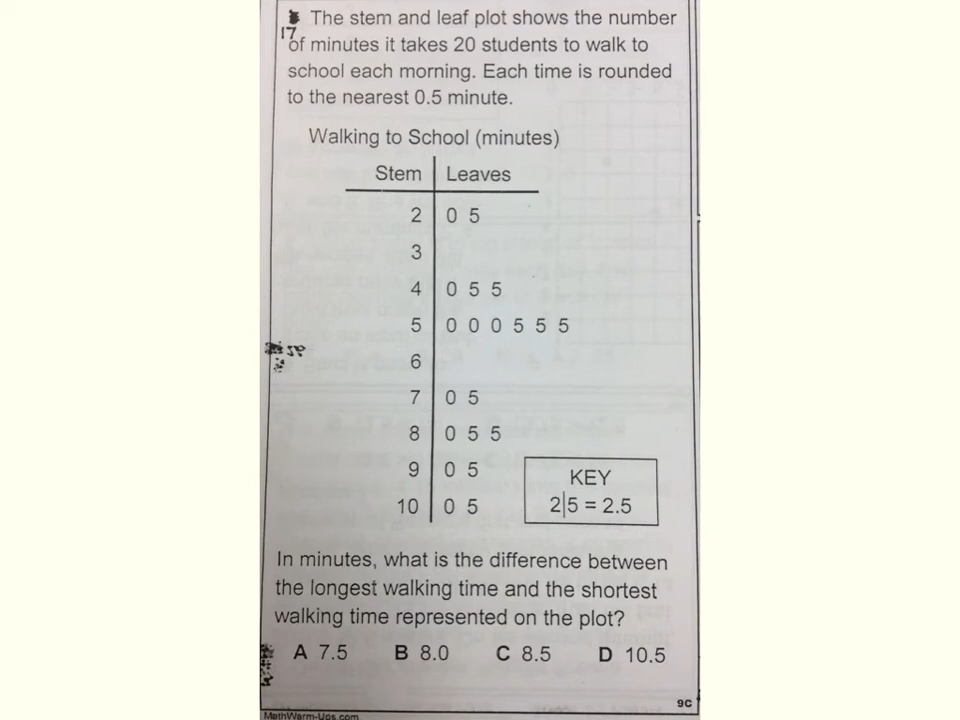 17
The stem and leaf plot shows the number
of minutes it takes 20 students to walk to
school each morning. Each time is rounded
to the nearest 0.5 minute.
Walking to School (minutes)
Stem Leaves
2 0 5
3
4 0 5 5
5 0 0 0 5 5 5
6
7 0 5
8 0 5 5
9 0 5
10 0 5
KEY
2|5 = 2.5
In minutes, what is the difference between
the longest walking time and the shortest
walking time represented on the plot?
A 7.5 B 8.0 C 8.5 D 10.5
9C
MathWarm-Ups.com